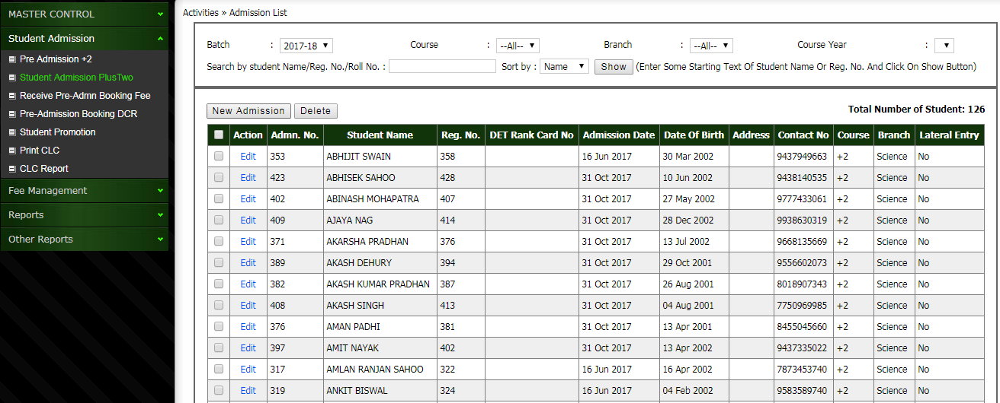 MASTER CONTROL
Student Admission
Pre Admission +2
Student Admission PlusTwo
Receive Pre-Admn Booking Fee
Pre-Admission Booking DCR
Student Promotion
Print CLC
CLC Report
Fee Management
Reports
Other Reports
Activities » Admission List
Batch : 2017-18 Course : --All-- Branch : --All-- Course Year :
Search by student Name/Reg. No./Roll No. : Sort by : Name Show (Enter Some Starting Text Of Student Name Or Reg. No. And Click On Show Button)
New Admission Delete Total Number of Student: 126
Action Admn. No. Student Name Reg. No. DET Rank Card No Admission Date Date Of Birth Address Contact No Course Branch Lateral Entry
Edit 353 ABHIJIT SWAIN 358 16 Jun 2017 30 Mar 2002 9437949663 +2 Science No
Edit 423 ABHISEK SAHOO 428 31 Oct 2017 10 Jun 2002 9438140535 +2 Science No
Edit 402 ABINASH MOHAPATRA 407 31 Oct 2017 27 May 2002 9777433061 +2 Science No
Edit 409 AJAYA NAG 414 31 Oct 2017 28 Dec 2002 9938630319 +2 Science No
Edit 371 AKARSHA PRADHAN 376 31 Oct 2017 13 Jul 2002 9668135669 +2 Science No
Edit 389 AKASH DEHURY 394 31 Oct 2017 29 Oct 2001 9556602073 +2 Science No
Edit 382 AKASH KUMAR PRADHAN 387 31 Oct 2017 26 Aug 2001 8018907343 +2 Science No
Edit 408 AKASH SINGH 413 31 Oct 2017 04 Aug 2001 7750969985 +2 Science No
Edit 376 AMAN PADHI 381 31 Oct 2017 13 Apr 2001 8455045660 +2 Science No
Edit 397 AMIT NAYAK 402 31 Oct 2017 13 Apr 2002 9437335022 +2 Science No
Edit 317 AMLAN RANJAN SAHOO 322 16 Jun 2017 16 Apr 2002 7873453740 +2 Science No
Edit 319 ANKIT BISWAL 324 16 Jun 2017 04 Feb 2002 9583589740 +2 Science No